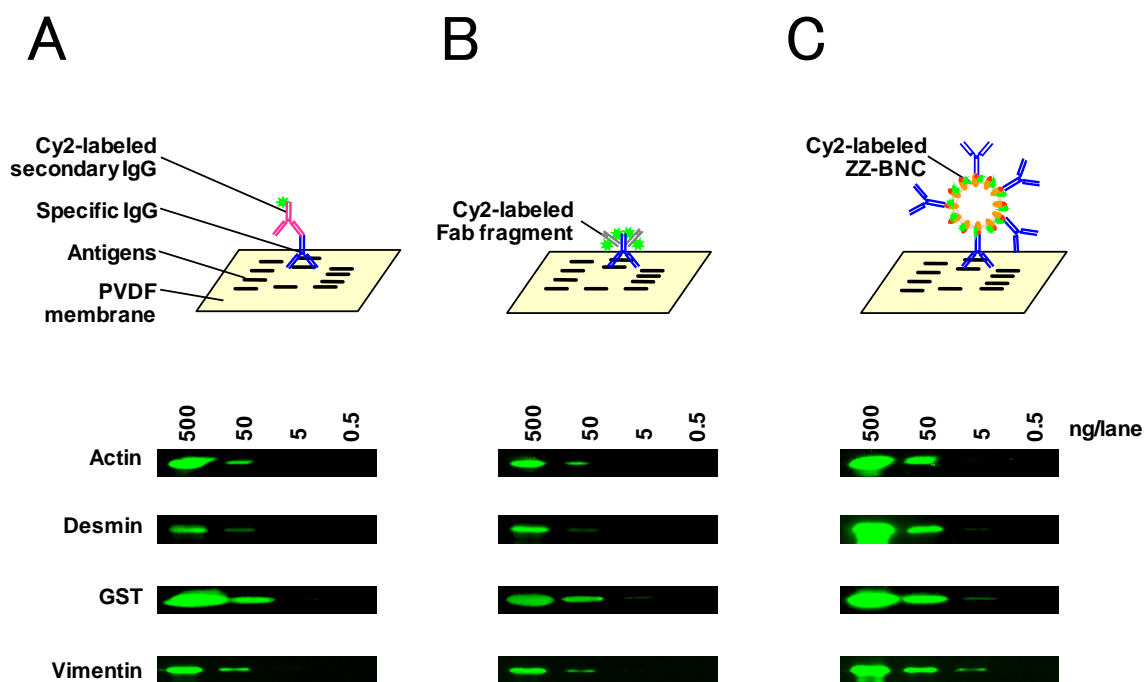 A
B
C
Cy2-labeled
secondary IgG
Specific IgG
Antigens
PVDF
membrane
Cy2-labeled
Fab fragment
Cy2-labeled
ZZ-BNC
500 50 5 0.5
500 50 5 0.5
500 50 5 0.5 ng/lane
Actin
Desmin
GST
Vimentin